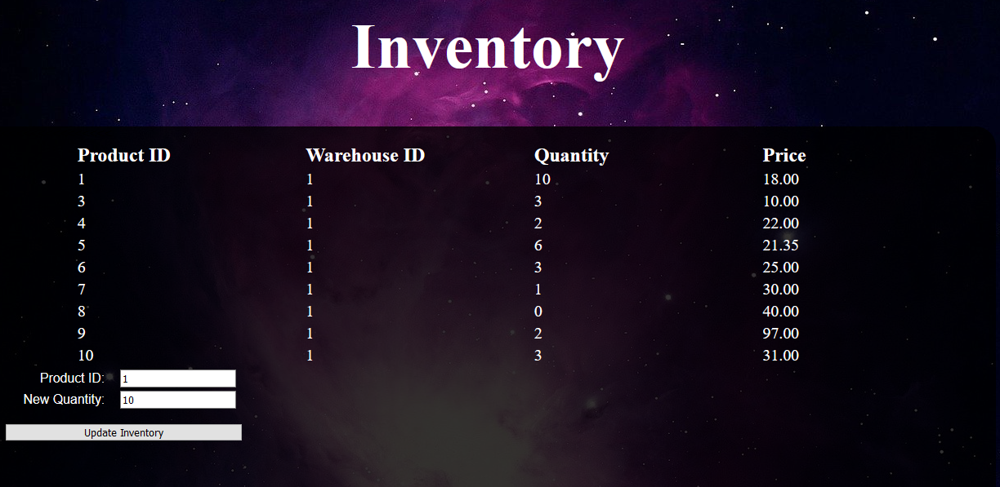 Inventory
Product ID Warehouse ID Quantity Price
1 1 10 18.00
3 1 3 10.00
4 1 2 22.00
5 1 6 21.35
6 1 3 25.00
7 1 1 30.00
8 1 0 40.00
9 1 2 97.00
10 1 3 31.00
Product ID: 1
New Quantity: 10
Update Inventory